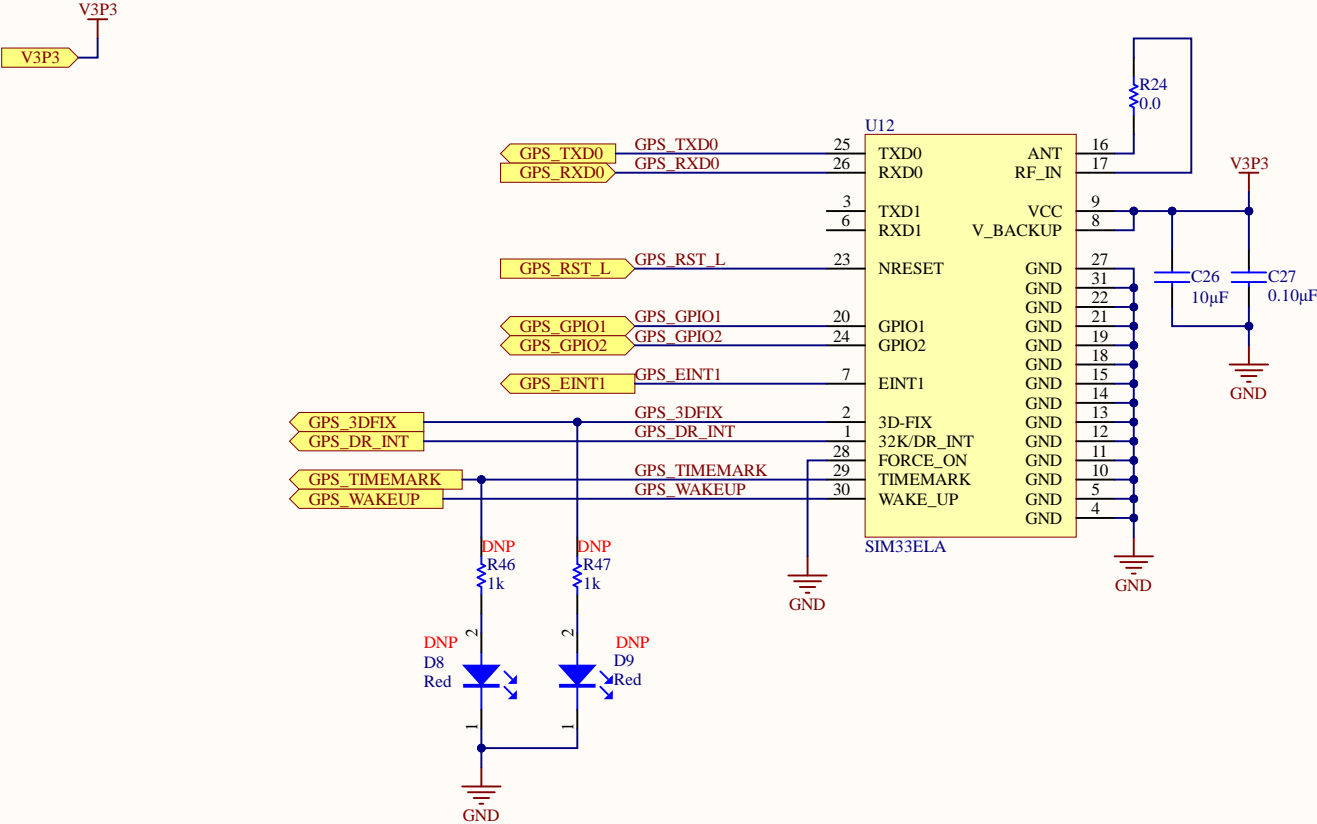 V3P3
V3P3
R24
0.0
U12
GPS_TXD0 GPS_TXD0 25 TXD0 ANT 16
GPS_RXD0 GPS_RXD0 26 RXD0 RF_IN 17
V3P3
3 TXD1 VCC 9
6 RXD1 V_BACKUP 8
GPS_RST_L GPS_RST_L 23 NRESET GND 27
GND 31
C26
10µF
C27
0.10µF
GND 22
GPS_GPIO1 GPS_GPIO1 20 GPIO1 GND 21
GPS_GPIO2 GPS_GPIO2 24 GPIO2 GND 19
GND 18
GPS_EINT1 GPS_EINT1 7 EINT1 GND 15
GND
GND 14
GPS_3DFIX GPS_3DFIX 2 3D-FIX GND 13
GPS_DR_INT GPS_DR_INT 1 32K/DR_INT GND 12
28 FORCE_ON GND 11
GPS_TIMEMARK GPS_TIMEMARK 29 TIMEMARK GND 10
GPS_WAKEUP GPS_WAKEUP 30 WAKE_UP GND 5
GND 4
SIM33ELA
GND
GND
DNP
R46
1k
DNP
R47
1k
2
2
DNP
D8
Red
DNP
D9
Red
1
1
GND